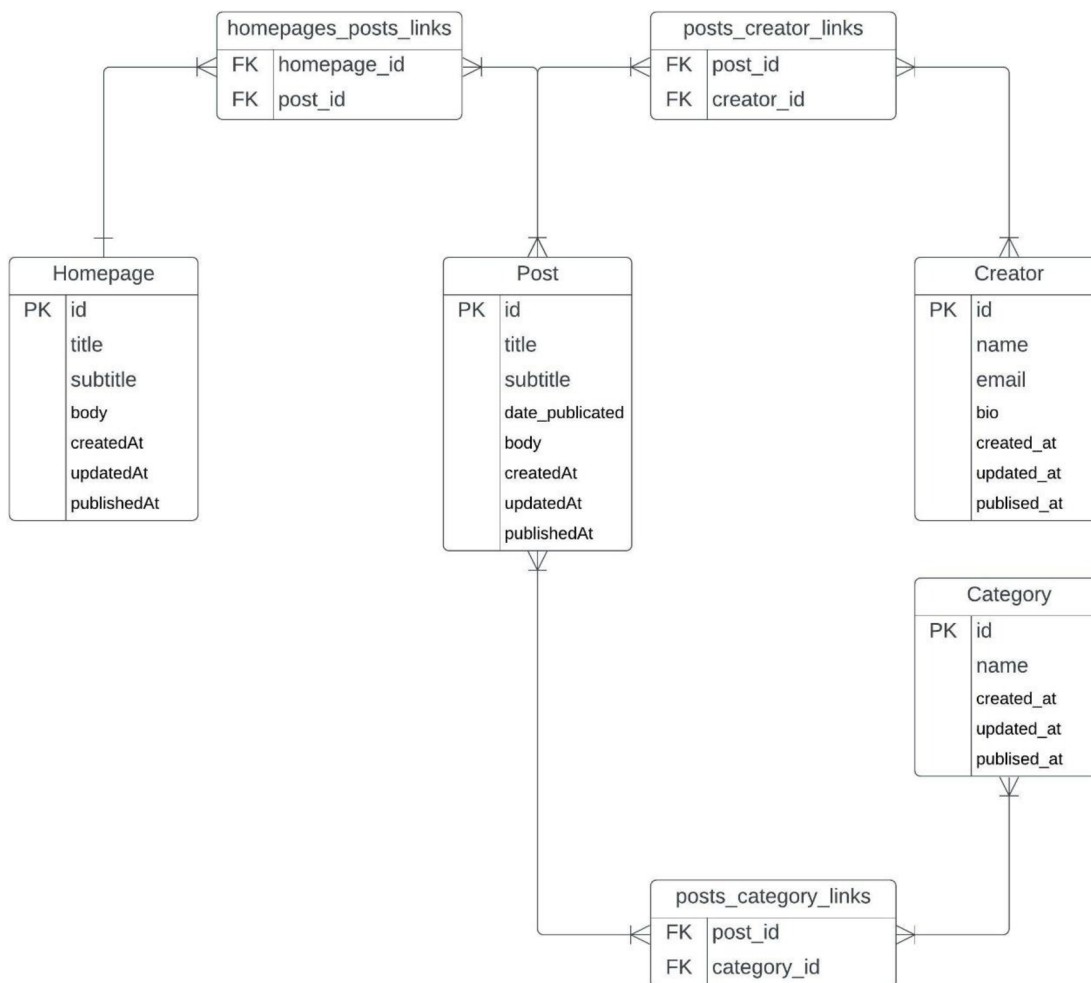 homepages_posts_links
FK homepage_id
FK post_id
posts_creator_links
FK post_id
FK creator_id
Homepage
PK id
title
subtitle
body
createdAt
updatedAt
publishedAt
Post
PK id
title
subtitle
date_publicated
body
createdAt
updatedAt
publishedAt
Creator
PK id
name
email
bio
created_at
updated_at
publised_at
Category
PK id
name
created_at
updated_at
publised_at
posts_category_links
FK post_id
FK category_id